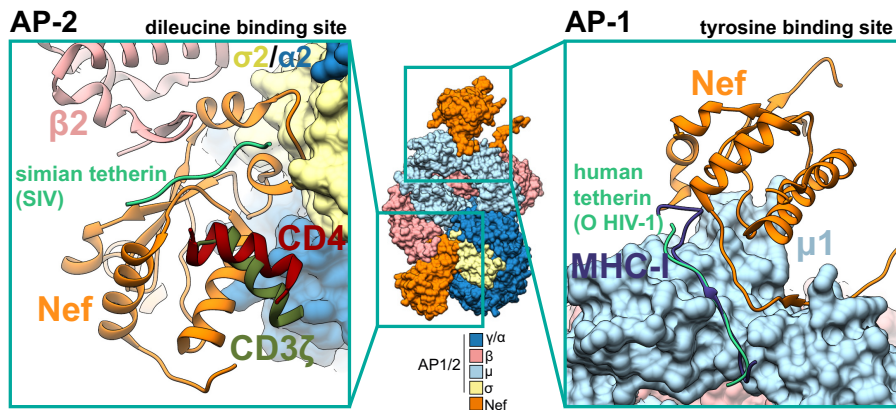 AP-2
dileucine binding site
σ2/α2
β2
simian tetherin
(SIV)
CD4
Nef
CD3ζ
AP1/2
γ/α
β
μ
σ
Nef
AP-1
tyrosine binding site
Nef
human
tetherin
(O HIV-1)
μ1
MHC-I